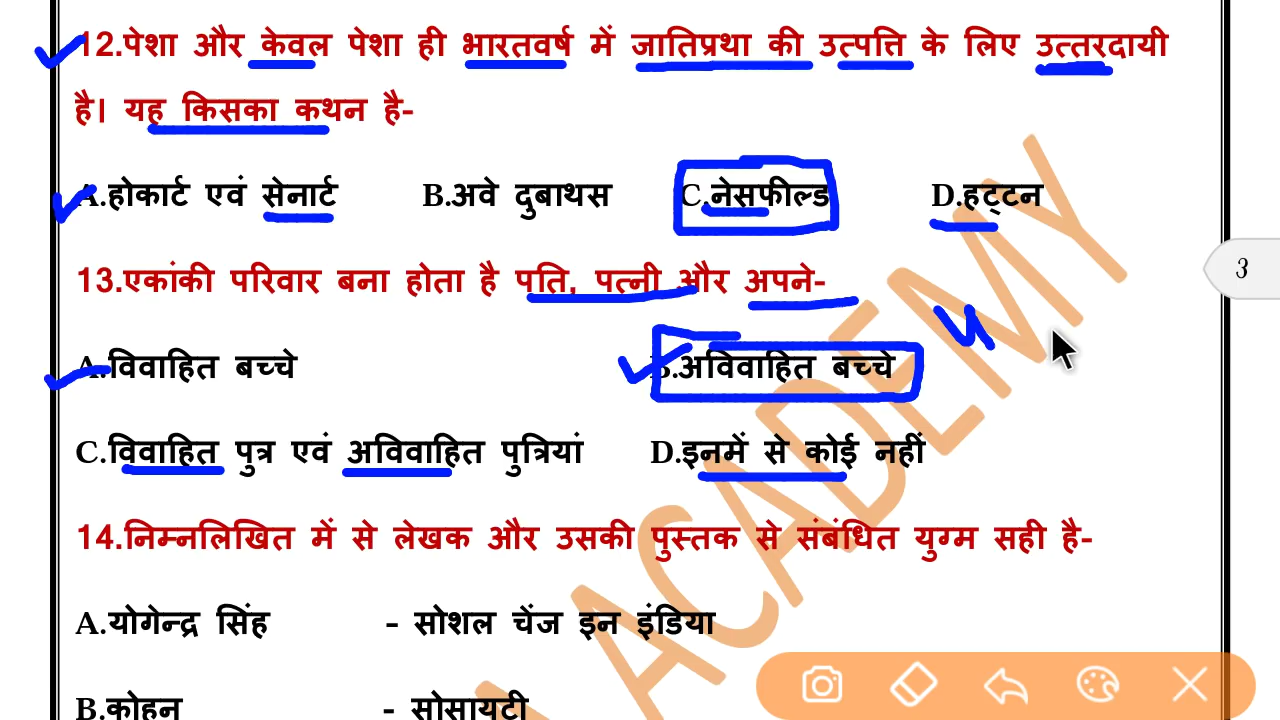 12.पेशा और केवल पेशा ही भारतवर्ष में जातिप्रथा की उत्पत्ति के लिए उत्तरदायी
है। यह किसका कथन है-
A.होकार्ट एवं सेनार्ट B.अवे दुबाथस C.नेसफील्ड D.हट्टन
13.एकांकी परिवार बना होता है पति, पत्नी और अपने-
A.विवाहित बच्चे B.अविवाहित बच्चे
C.विवाहित पुत्र एवं अविवाहित पुत्रियां D.इनमें से कोई नहीं
14.निम्नलिखित में से लेखक और उसकी पुस्तक से संबंधित युग्म सही है-
A.योगेन्द्र सिंह - सोशल चेंज इन इंडिया
B.कोहन - सोसायटी
3
ACADEMY